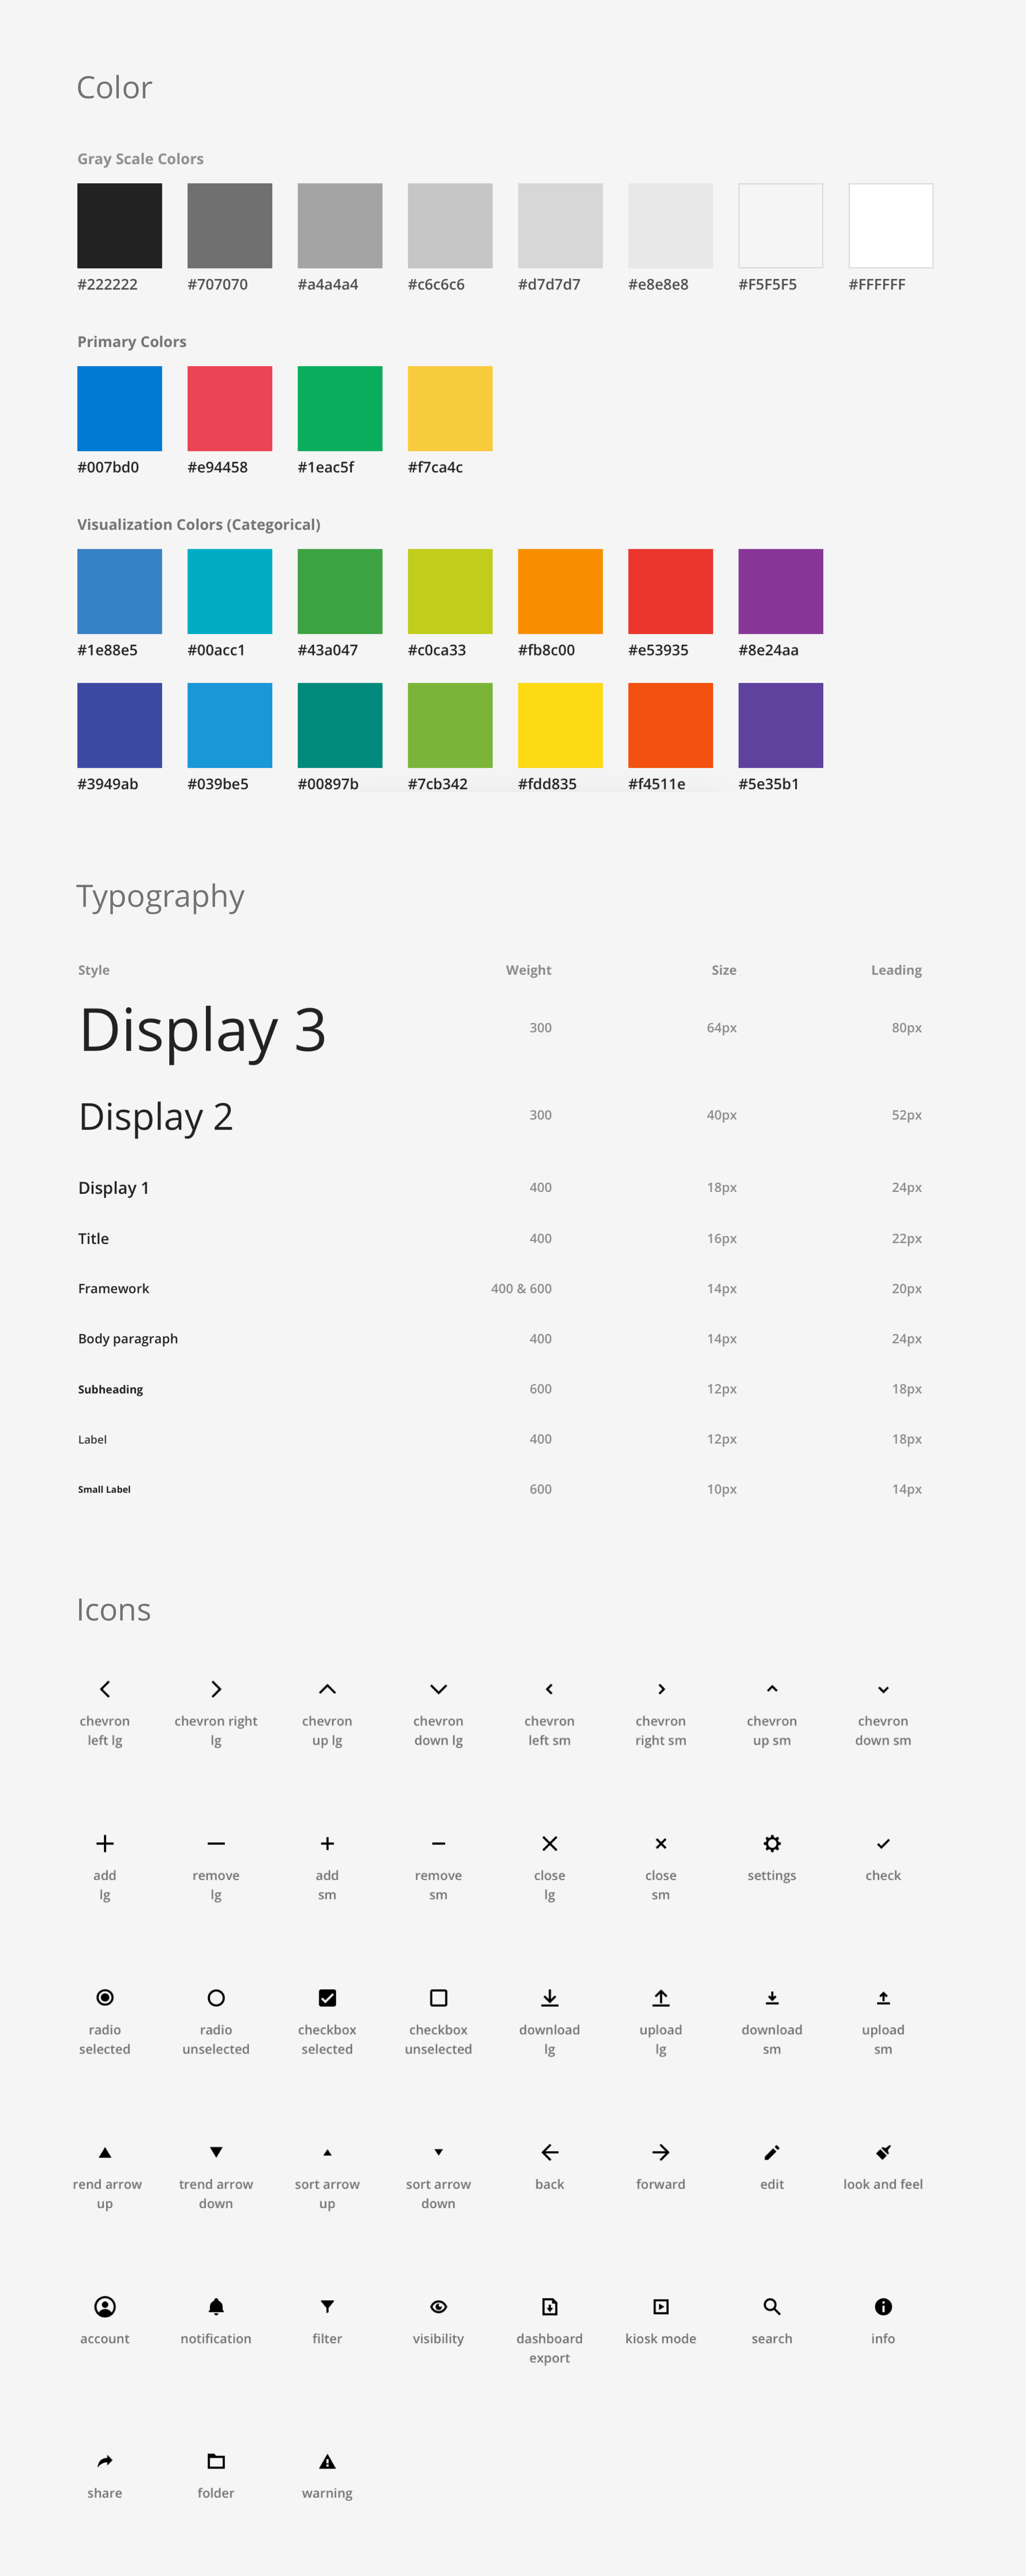 Color
Gray Scale Colors
#222222 #707070 #a4a4a4 #c6c6c6 #d7d7d7 #e8e8e8 #F5F5F5 #FFFFFF
Primary Colors
#007bd0 #e94458 #1eac5f #f7ca4c
Visualization Colors (Categorical)
#1e88e5 #00acc1 #43a047 #c0ca33 #fb8c00 #e53935 #8e24aa
#3949ab #039be5 #00897b #7cb342 #fdd835 #f4511e #5e35b1
Typography
Style Weight Size Leading
Display 3 300 64px 80px
Display 2 300 40px 52px
Display 1 400 18px 24px
Title 400 16px 22px
Framework 400 & 600 14px 20px
Body paragraph 400 14px 24px
Subheading 600 12px 18px
Label 400 12px 18px
Small Label 600 10px 14px
Icons
chevron chevron right chevron chevron chevron chevron chevron chevron
left lg lg up lg down lg left sm right sm up sm down sm
add remove add remove close close settings check
lg lg sm sm lg sm
radio radio checkbox checkbox download upload download upload
selected unselected selected unselected lg lg sm sm
rend arrow trend arrow sort arrow sort arrow back forward edit look and feel
up down up down
account notification filter visibility dashboard kiosk mode search info
export
share folder warning